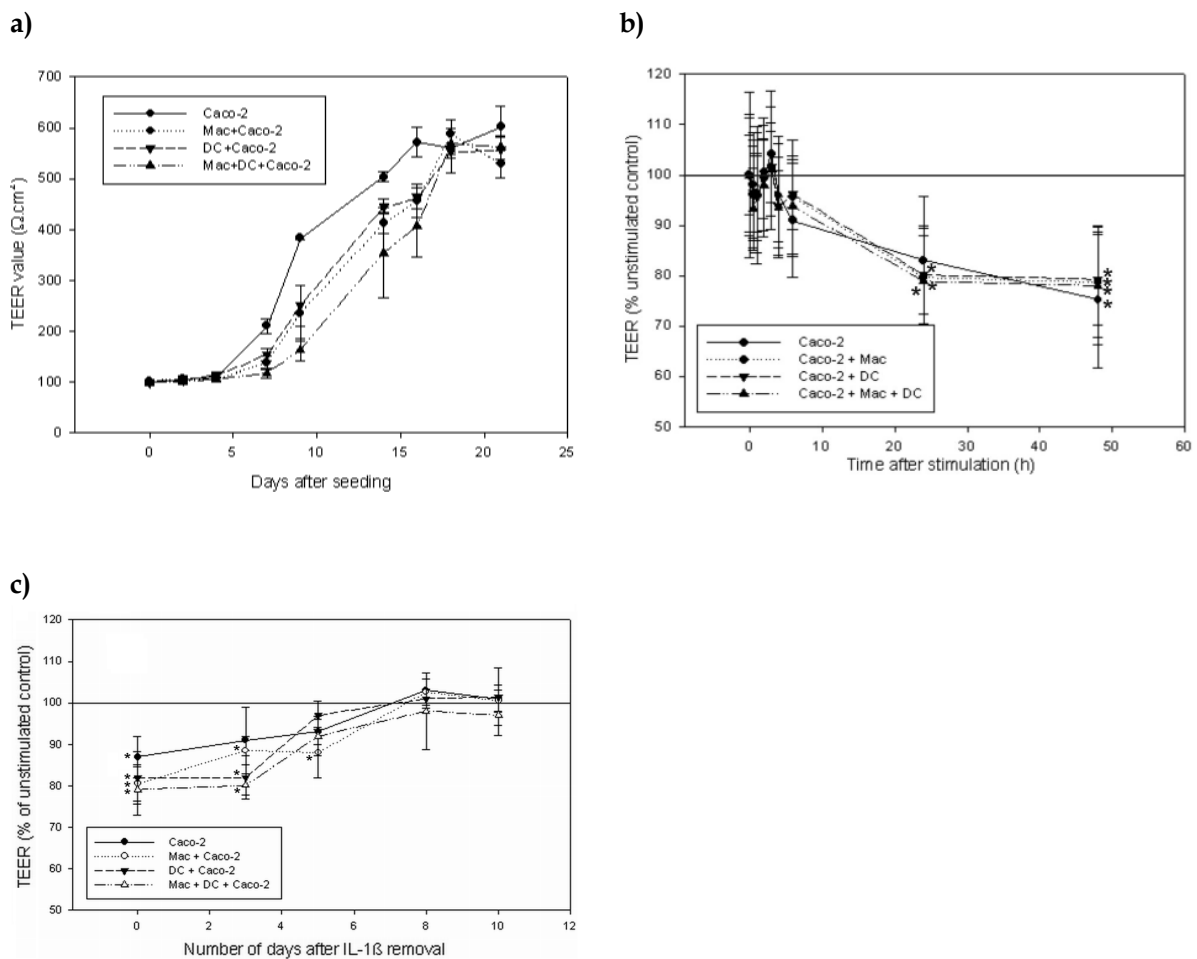 a)
700
600
500
400
300
200
100
0
TEER value (Ω.cm²)
Caco-2
Mac+Caco-2
DC+Caco-2
Mac+DC+Caco-2
0 5 10 15 20 25
Days after seeding
b)
120
110
100
90
80
70
60
50
TEER (% unstimulated control)
* * *
* * * *
Caco-2
Caco-2 + Mac
Caco-2 + DC
Caco-2 + Mac + DC
0 10 20 30 40 50 60
Time after stimulation (h)
c)
120
110
100
90
80
70
60
50
TEER (% of unstimulated control)
* * * *
* * *
*
Caco-2
Mac + Caco-2
DC + Caco-2
Mac + DC + Caco-2
0 2 4 6 8 10 12
Number of days after IL-1ß removal